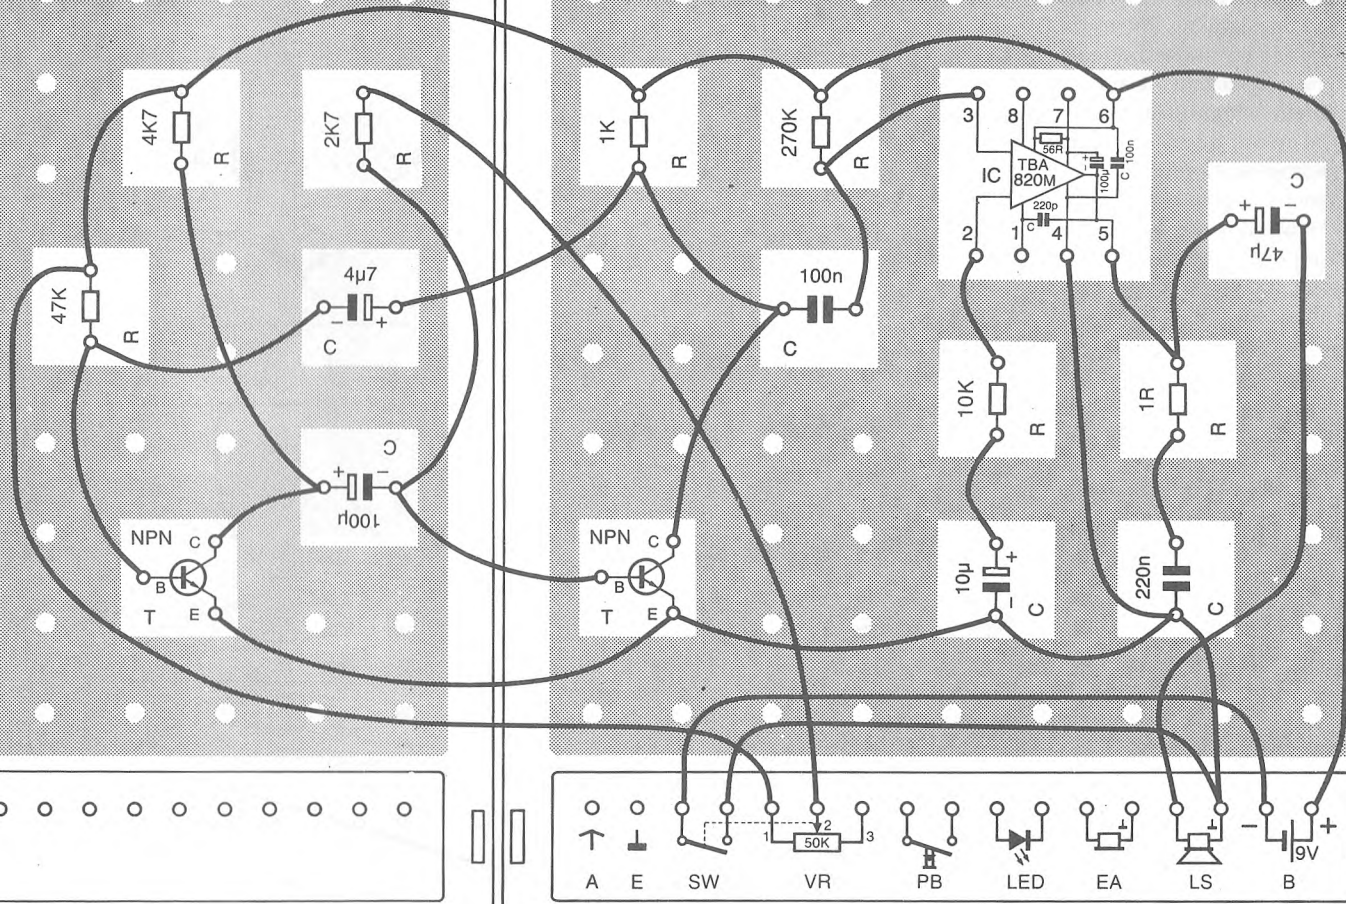 4K7
R
2K7
R
1K
R
270K
R
3
8
7
6
56R
100n
C
+
−
100µ
IC
TBA
820M
220p
C
2
1
4
5
C
+
−
47µ
47K
R
4µ7
−
+
C
100n
C
10K
R
1R
R
C
+
−
100µ
NPN
C
B
E
T
NPN
C
B
E
T
10µ
+
−
C
220n
C
1
2
3
50K
−
+
9V
A
E
SW
VR
PB
LED
EA
LS
B